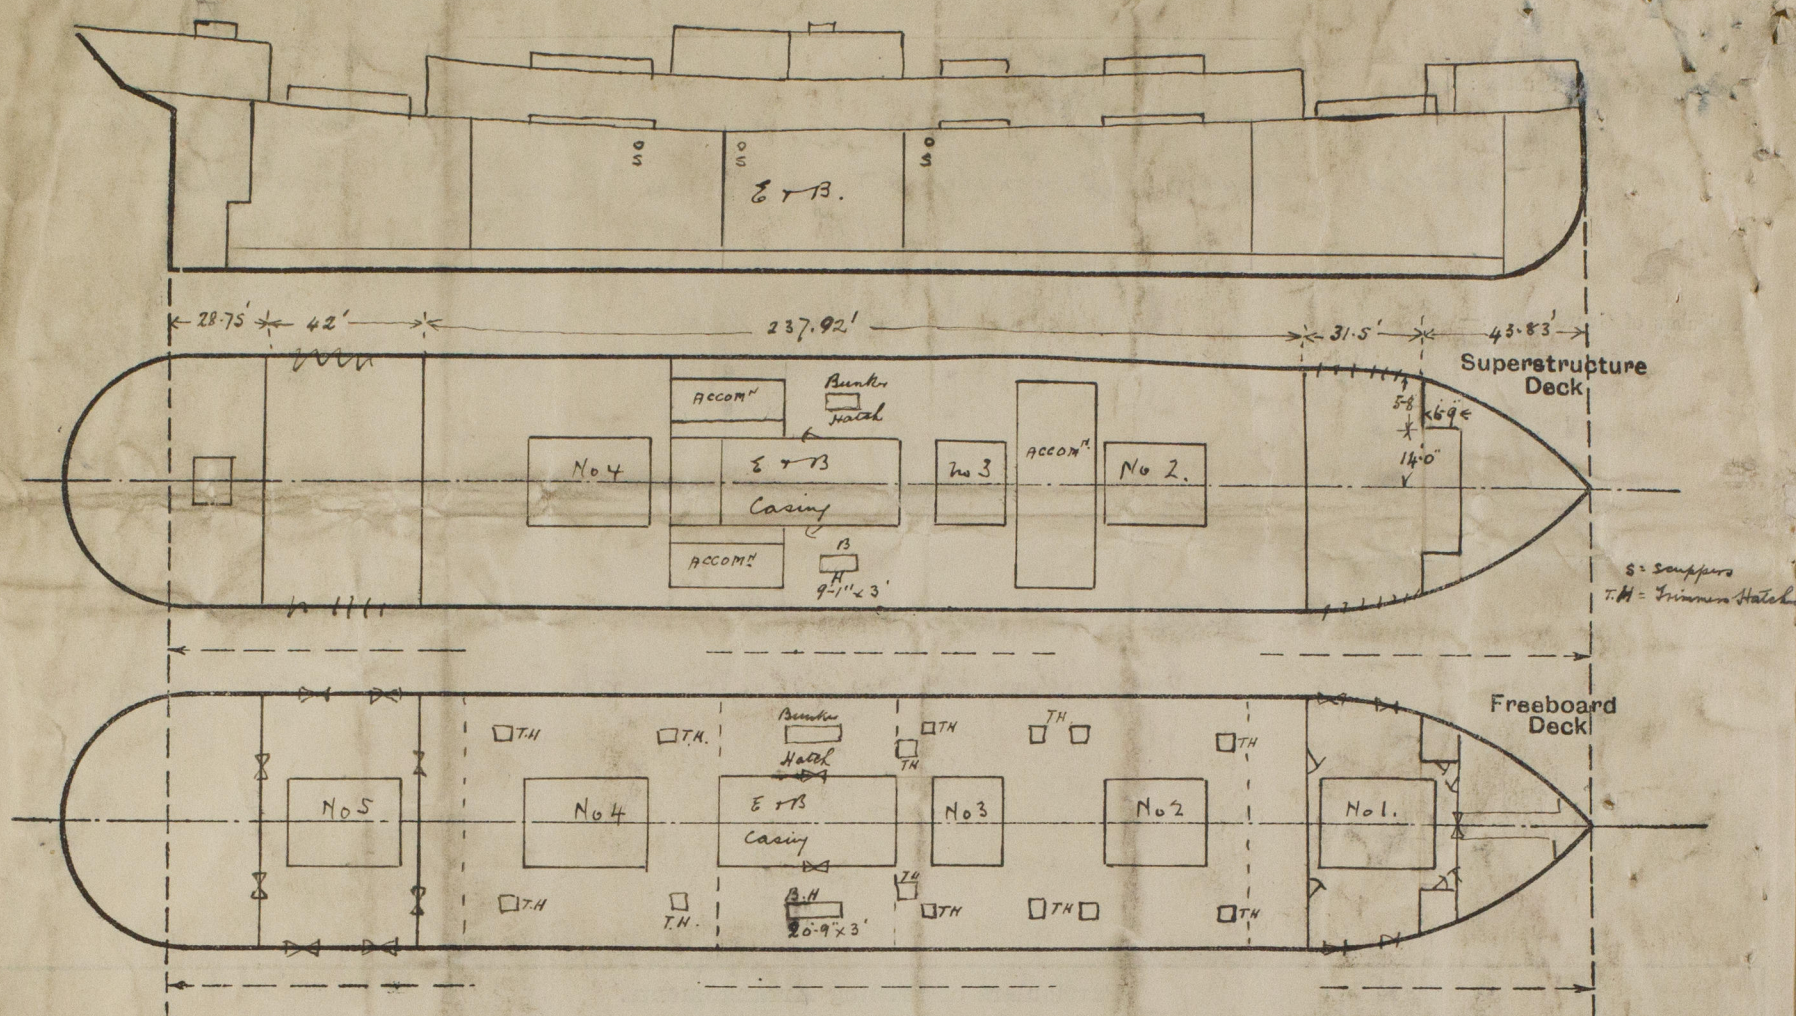 S
S
S
E & B.
28.75'
42'
237.92'
31.5'
43.83'
Superstructure
Deck
Bunker
Hatch
ACCOMN
5-8
6'9"
No 4
E & B
Casing
No 3
ACCOMN.
No 2.
14'-0"
ACCOMN
B
H
9'-1" x 3'
S = Scuppers
T.H = Trimmers Hatch
Freeboard
Deck
T.H
T.H.
Bunker
Hatch
TH
TH
TH
TH
No 5
No 4
E & B
Casing
No 3
No 2
No 1.
T.H
T.H.
B.H
20'-9" x 3'
TH
TH
TH
TH